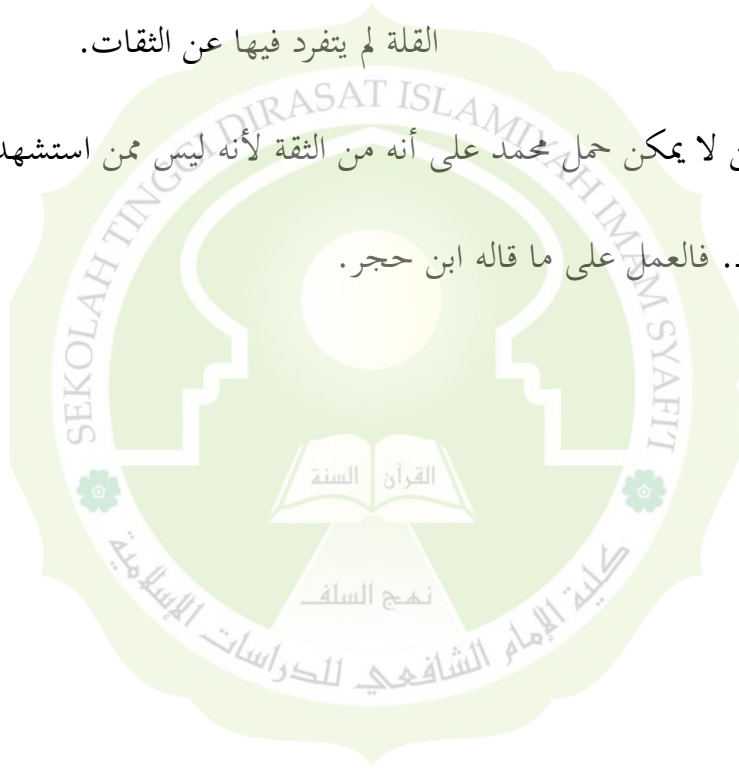 القلة لم يتفرد فيها عن الثقات.
لا يمكن حمل محمد على أنه من الثقة لأنه ليس ممن استشهد
.. فالعمل على ما قاله ابن حجر.
SEKOLAH TINGGI DIRASAT ISLAMIYAH IMAM SYAFI'I
القرآن السنة
نهج السلف
كلية الإمام الشافعي للدراسات الإسلامية